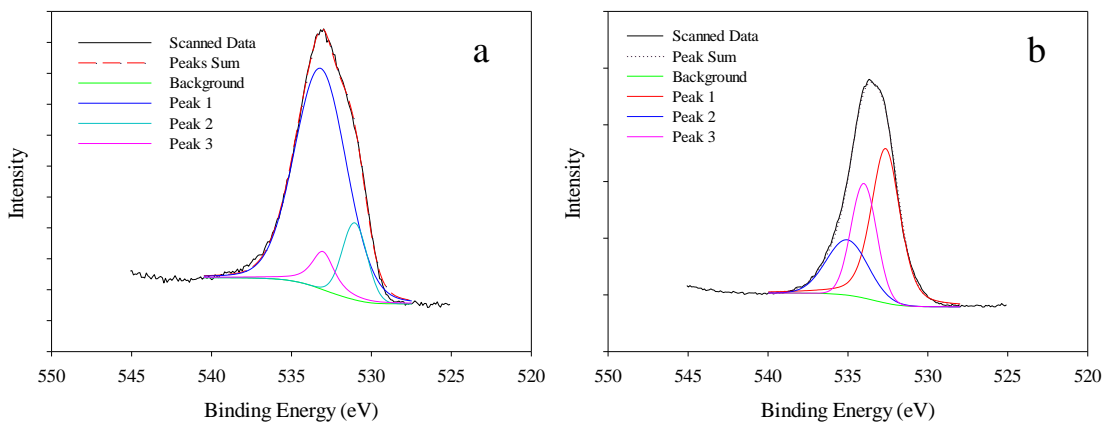 a
Scanned Data
Peaks Sum
Background
Peak 1
Peak 2
Peak 3
Intensity
550 545 540 535 530 525 520
Binding Energy (eV)
b
Scanned Data
Peak Sum
Background
Peak 1
Peak 2
Peak 3
Intensity
550 545 540 535 530 525 520
Binding Energy (eV)